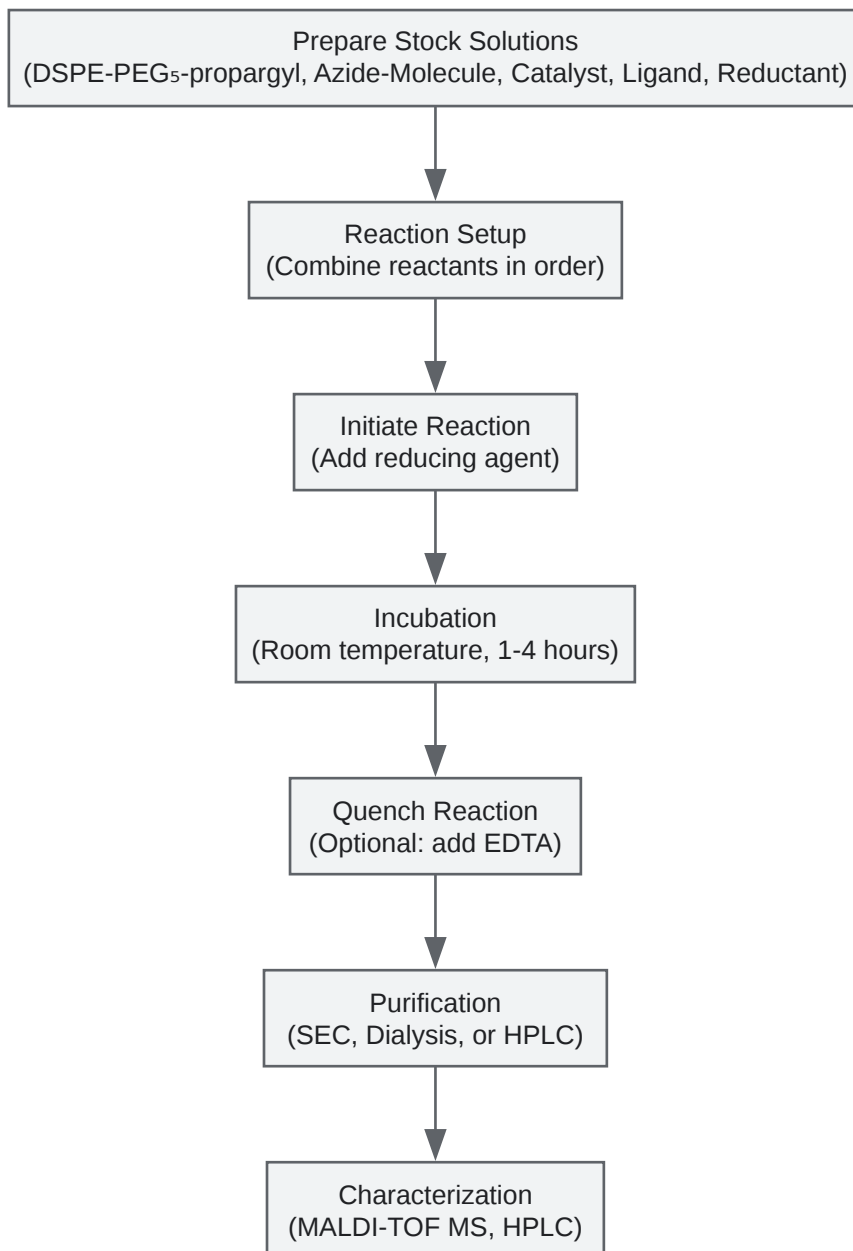 Prepare Stock Solutions
(DSPE-PEG₅-propargyl, Azide-Molecule, Catalyst, Ligand, Reductant)
Reaction Setup
(Combine reactants in order)
Initiate Reaction
(Add reducing agent)
Incubation
(Room temperature, 1-4 hours)
Quench Reaction
(Optional: add EDTA)
Purification
(SEC, Dialysis, or HPLC)
Characterization
(MALDI-TOF MS, HPLC)